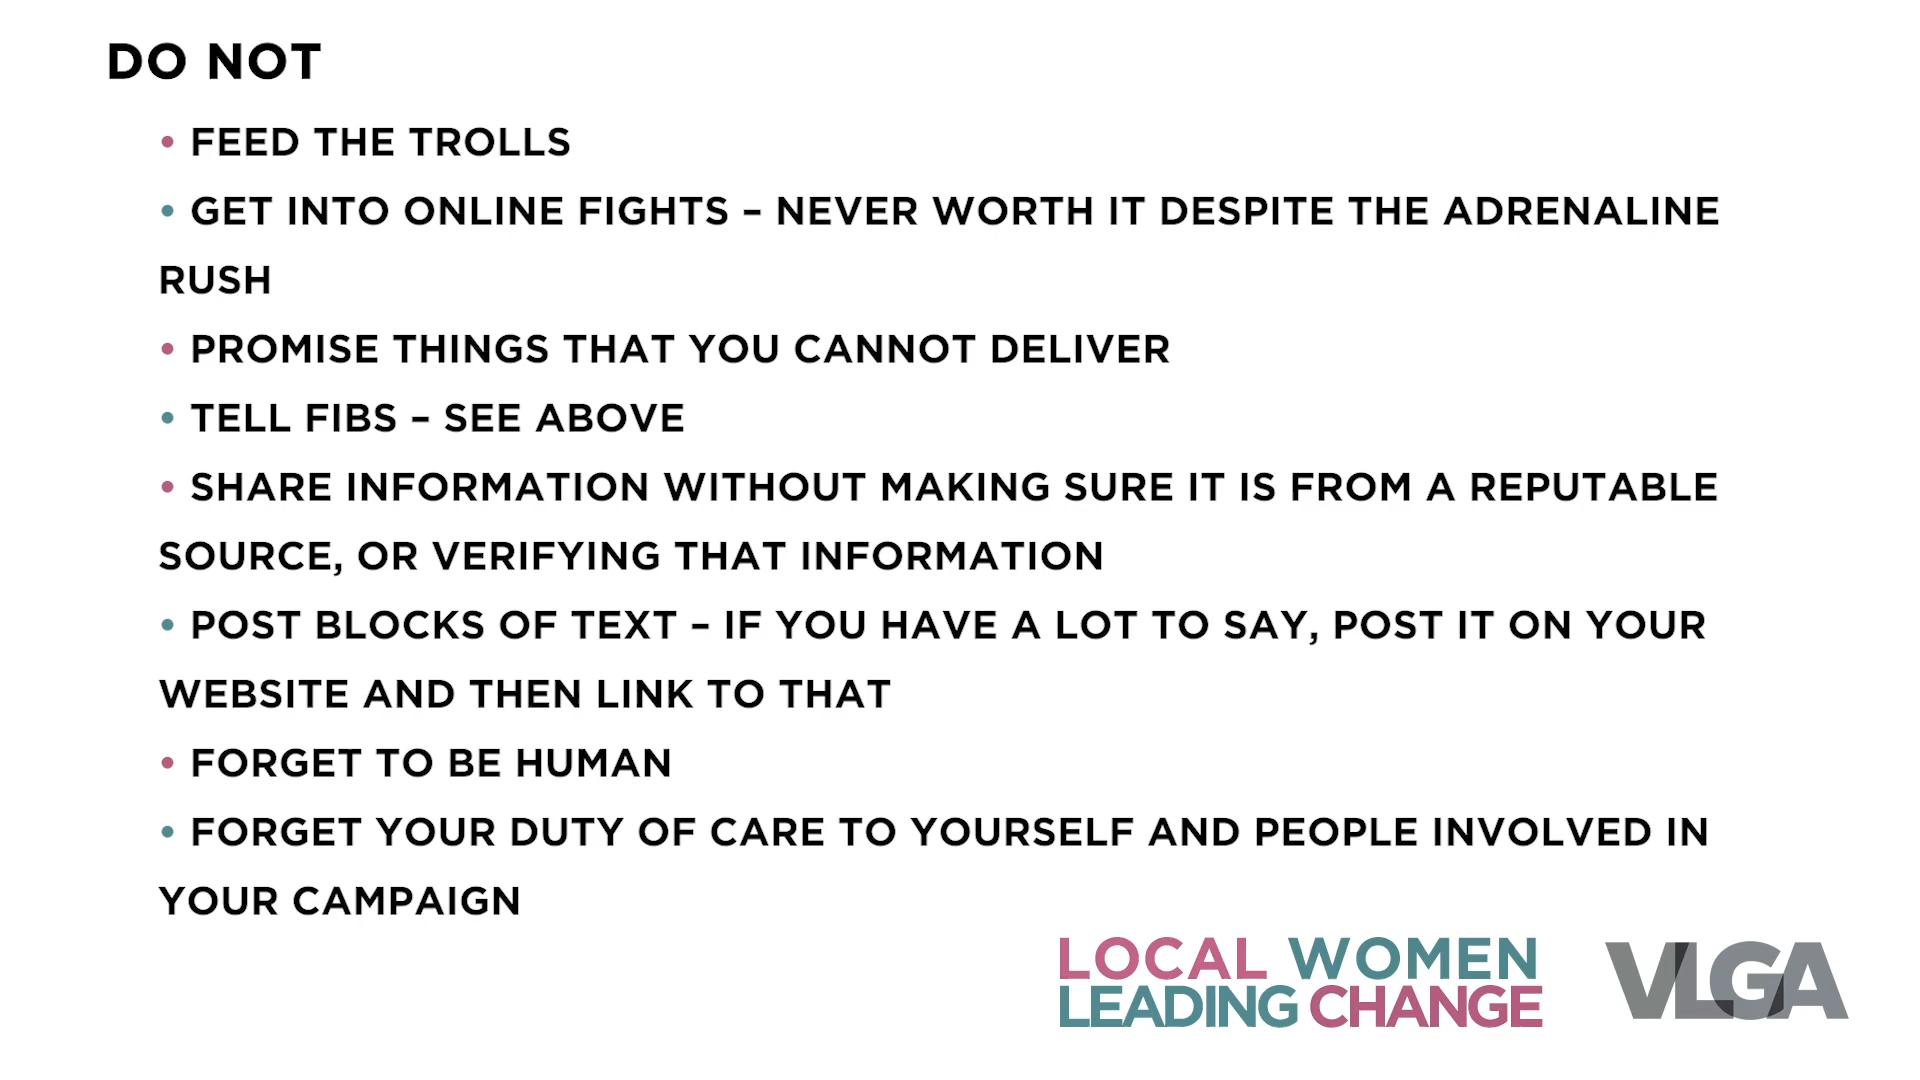 DO NOT
• FEED THE TROLLS
• GET INTO ONLINE FIGHTS – NEVER WORTH IT DESPITE THE ADRENALINE
RUSH
• PROMISE THINGS THAT YOU CANNOT DELIVER
• TELL FIBS – SEE ABOVE
• SHARE INFORMATION WITHOUT MAKING SURE IT IS FROM A REPUTABLE
SOURCE, OR VERIFYING THAT INFORMATION
• POST BLOCKS OF TEXT – IF YOU HAVE A LOT TO SAY, POST IT ON YOUR
WEBSITE AND THEN LINK TO THAT
• FORGET TO BE HUMAN
• FORGET YOUR DUTY OF CARE TO YOURSELF AND PEOPLE INVOLVED IN
YOUR CAMPAIGN
LOCAL WOMEN
LEADING CHANGE
VLGA